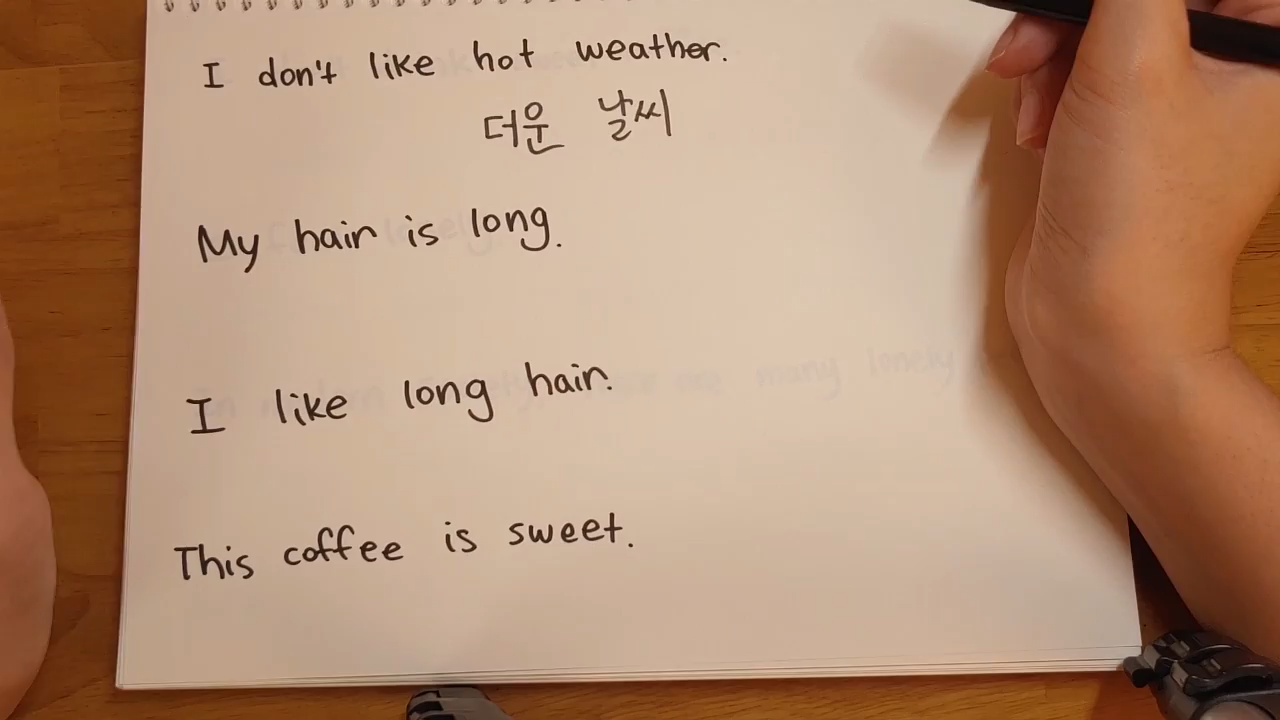 I don't like hot weather.
더운 날씨
My hair is long.
I like long hair.
This coffee is sweet.